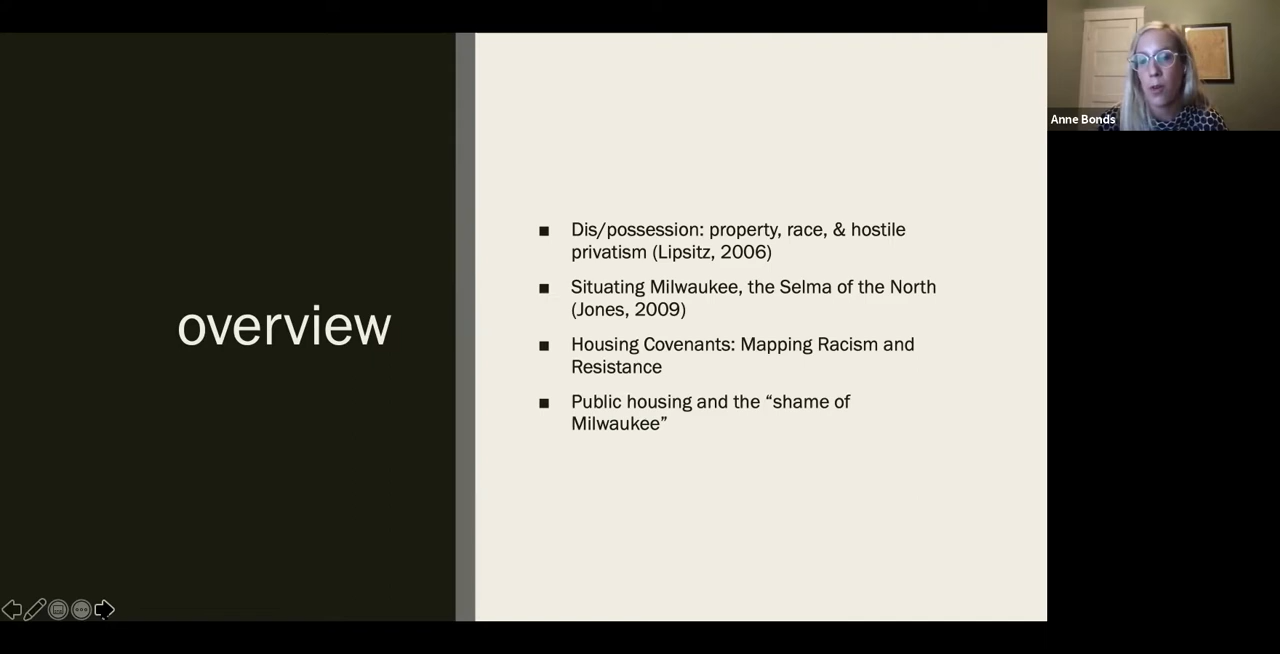 overview
■ Dis/possession: property, race, & hostile
privatism (Lipsitz, 2006)
■ Situating Milwaukee, the Selma of the North
(Jones, 2009)
■ Housing Covenants: Mapping Racism and
Resistance
■ Public housing and the “shame of
Milwaukee”
Anne Bonds